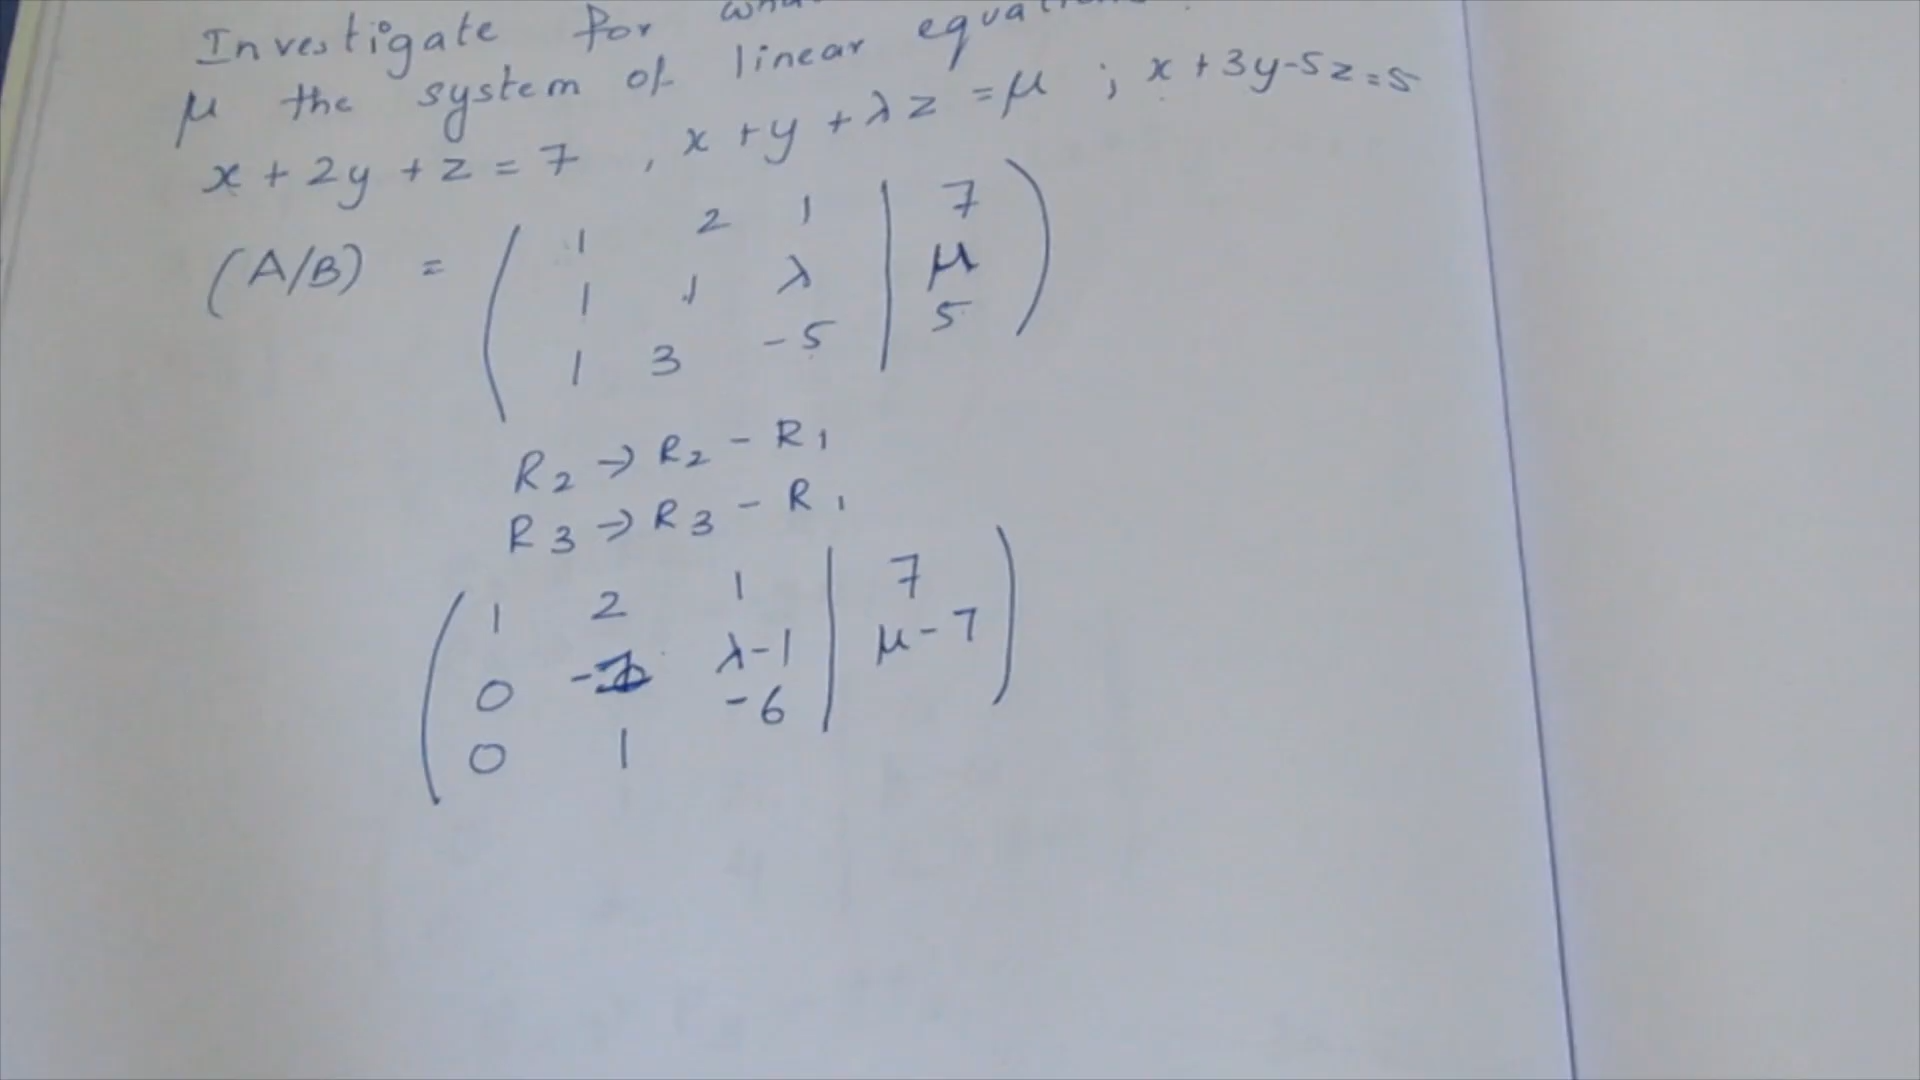 Investigate for
μ the system of linear
x + 2y + z = 7 , x + y + λz = μ ; x + 3y - 5z = 5
(A/B) = ( 1 2 1 | 7 )
1 1 λ | μ
1 3 -5 | 5
R2 → R2 - R1
R3 → R3 - R1
( 1 2 1 | 7 )
0 - λ-1 | μ-7
0 1 -6 |